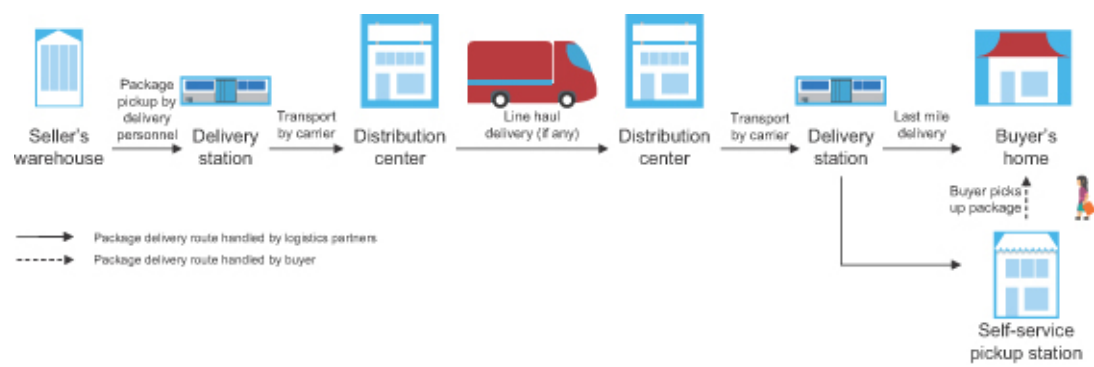 Package
pickup by
delivery
personnel
Seller's
warehouse
Delivery
station
Transport
by carrier
Distribution
center
Line haul
delivery (if any)
Distribution
center
Transport
by carrier
Delivery
station
Last mile
delivery
Buyer's
home
Buyer picks
up package
Package delivery route handled by logistics partners
Package delivery route handled by buyer
Self-service
pickup station